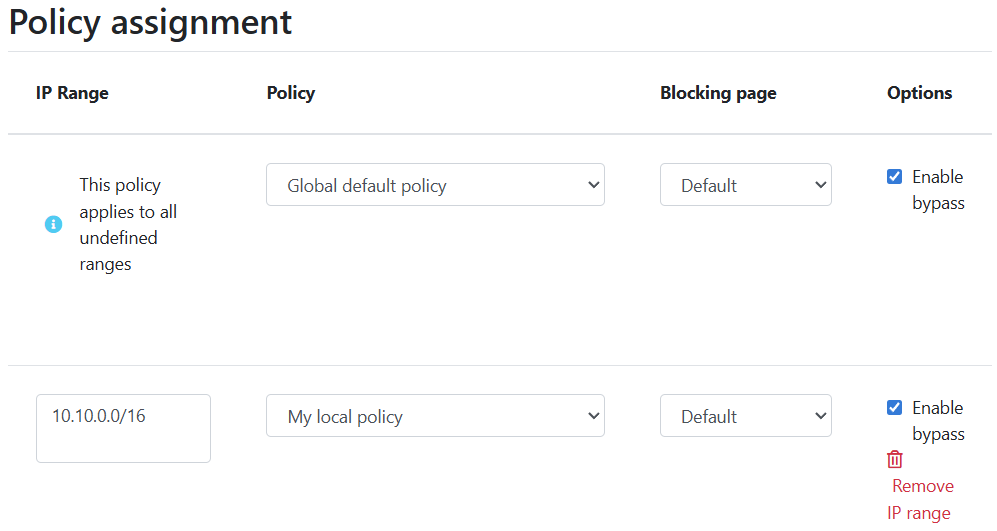 Policy assignment
IP Range Policy Blocking page Options
This policy
applies to all
undefined
ranges
Global default policy
Default
Enable
bypass
10.10.0.0/16
My local policy
Default
Enable
bypass
Remove
IP range